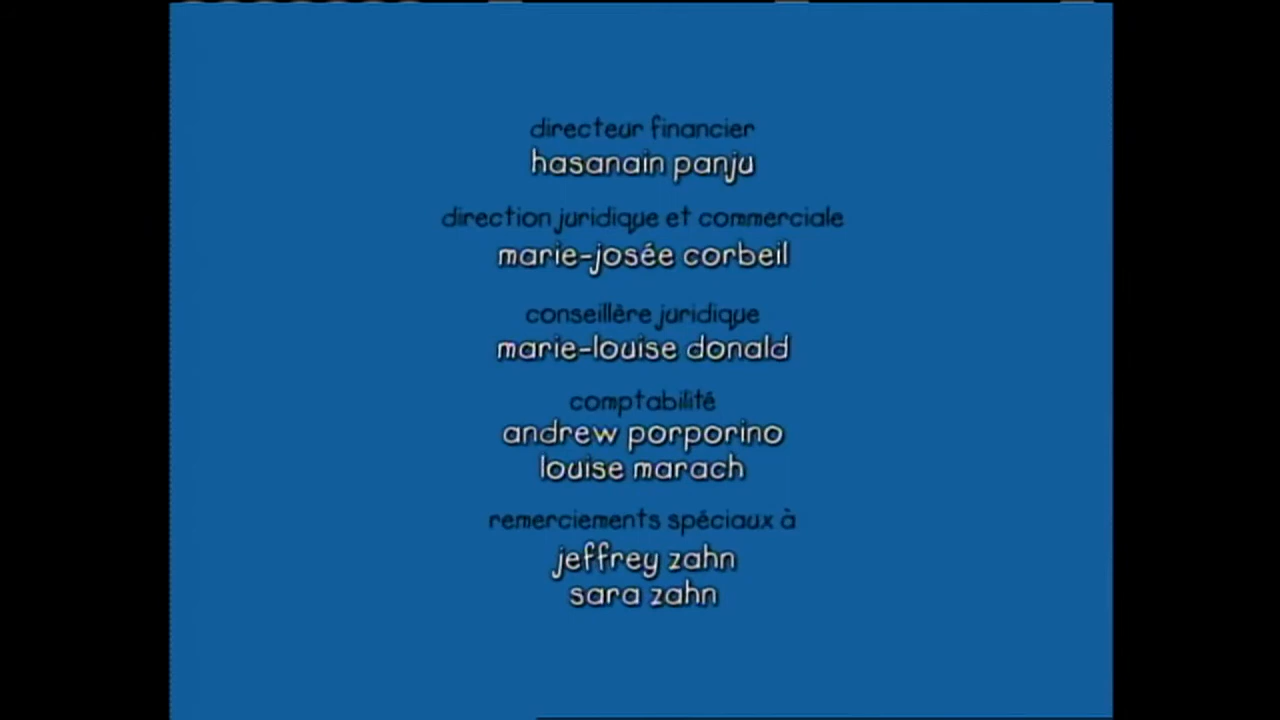 directeur financier
hasanain panju
direction juridique et commerciale
marie-josée corbeil
conseillère juridique
marie-louise donald
comptabilité
andrew porporino
louise marach
remerciements spéciaux à
jeffrey zahn
sara zahn